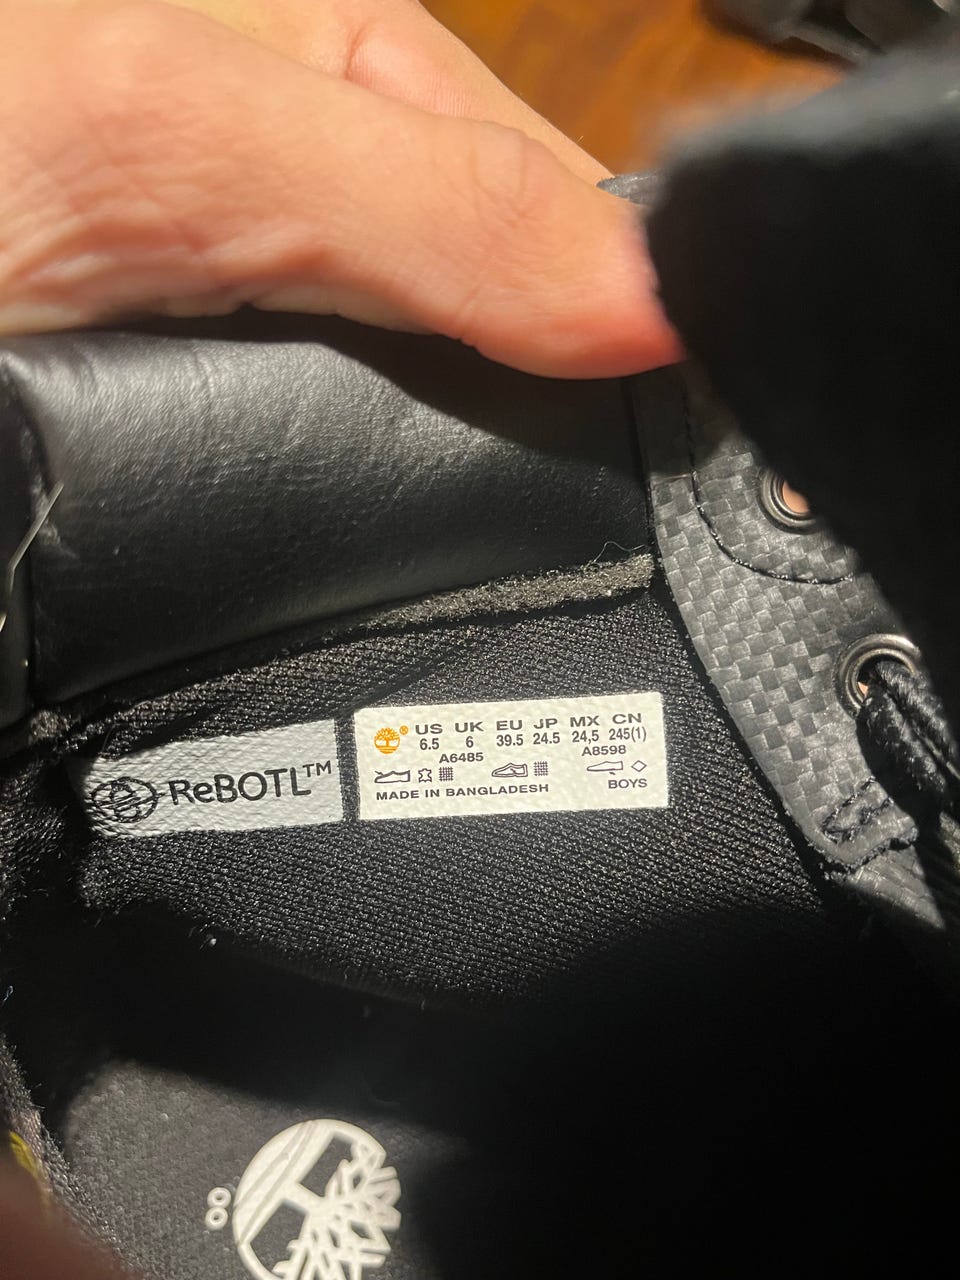 ReBOTL™
® US UK EU JP MX CN
6.5 6 39.5 24.5 24,5 245(1)
A6485 A8598
MADE IN BANGLADESH BOYS